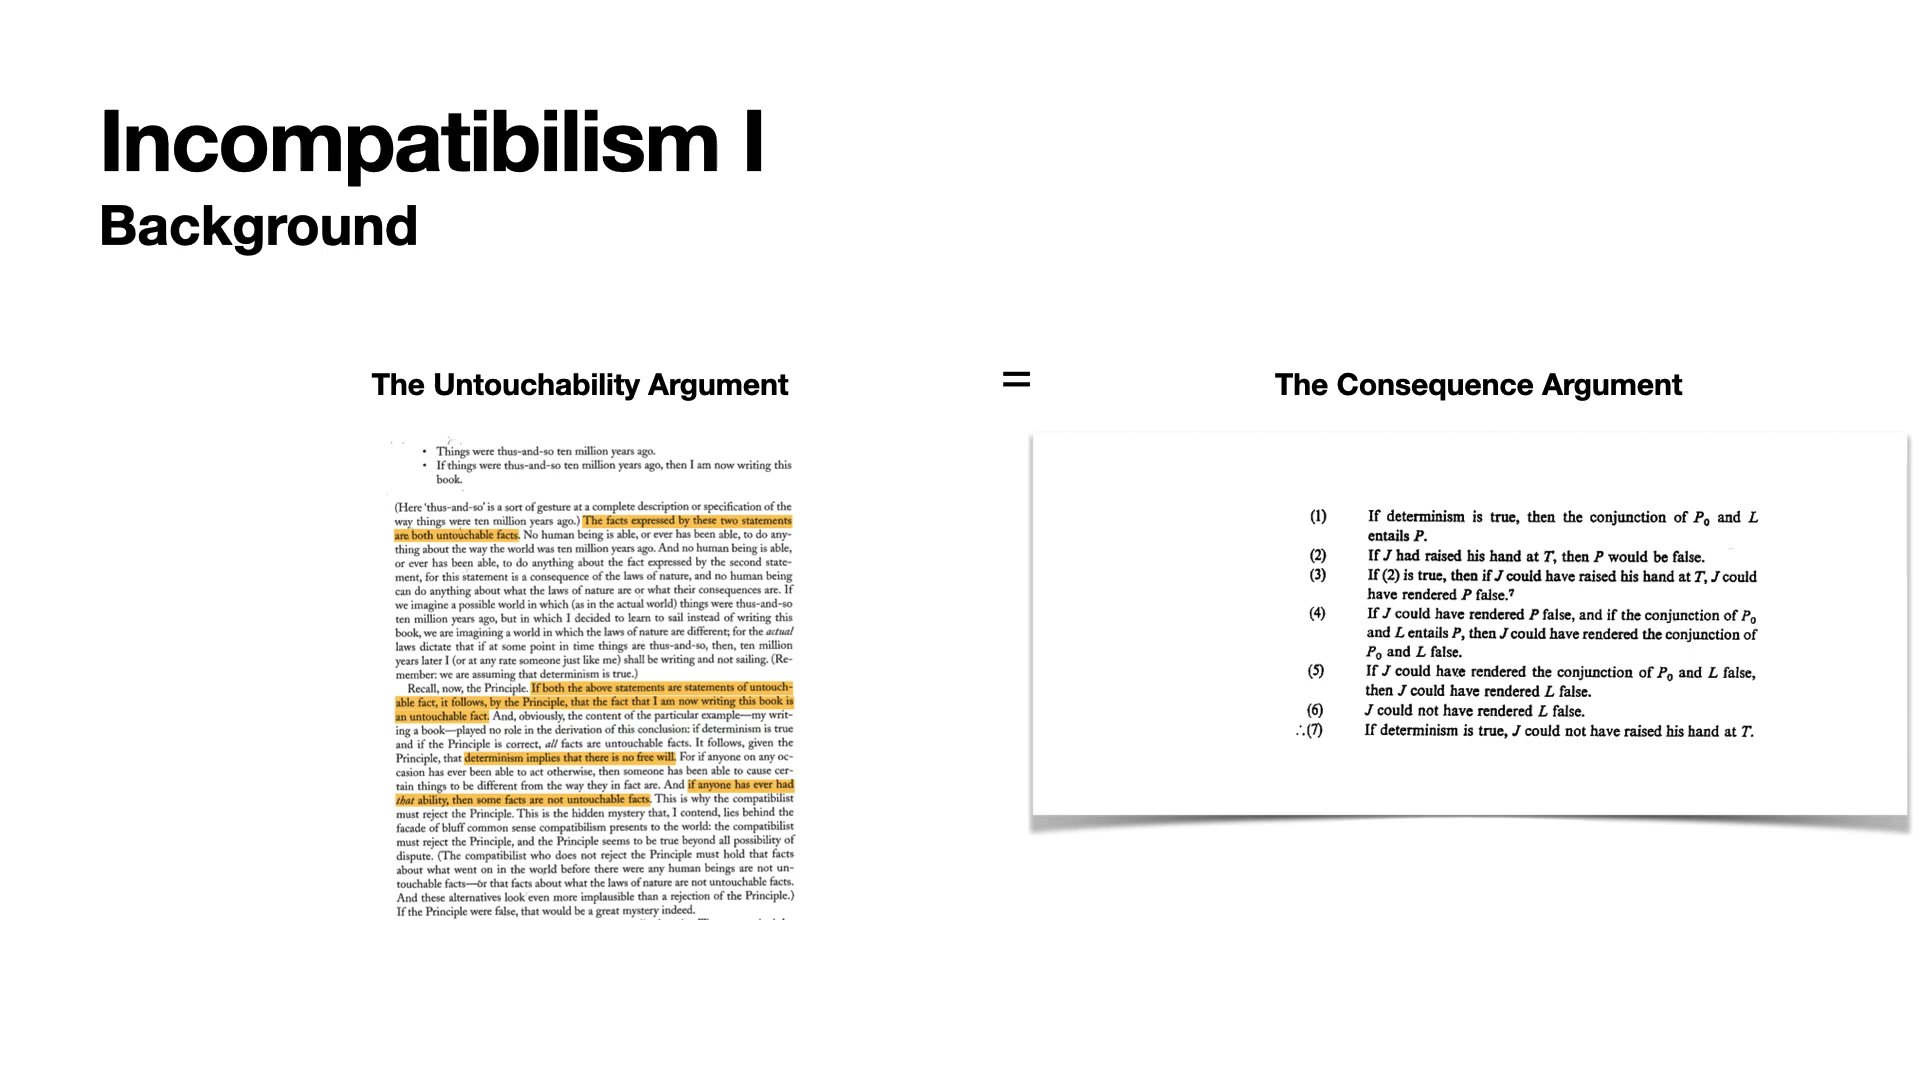 Incompatibilism I
Background
The Untouchability Argument
• Things were thus-and-so ten million years ago.
• If things were thus-and-so ten million years ago, then I am now writing this
book.
(Here ‘thus-and-so’ is a sort of gesture at a complete description or specification of the
way things were ten million years ago.) The facts expressed by these two statements
are both untouchable facts. No human being is able, or ever has been able, to do any-
thing about the way the world was ten million years ago. And no human being is able,
or ever has been able, to do anything about the fact expressed by the second state-
ment, for this statement is a consequence of the laws of nature, and no human being
can do anything about what the laws of nature are or what their consequences are. If
we imagine a possible world in which (as in the actual world) things were thus-and-so
ten million years ago, but in which I decided to learn to sail instead of writing this
book, we are imagining a world in which the laws of nature are different; for the actual
laws dictate that if at some point in time things are thus-and-so, then, ten million
years later I (or at any rate someone just like me) shall be writing and not sailing. (Re-
member: we are assuming that determinism is true.)
Recall, now, the Principle. If both the above statements are statements of untouch-
able fact, it follows, by the Principle, that the fact that I am now writing this book is
an untouchable fact. And, obviously, the content of the particular example—my writ-
ing a book—played no role in the derivation of this conclusion: if determinism is true
and if the Principle is correct, all facts are untouchable facts. It follows, given the
Principle, that determinism implies that there is no free will. For if anyone on any oc-
casion has ever been able to act otherwise, then someone has been able to cause cer-
tain things to be different from the way they in fact are. And if anyone has ever had
that ability, then some facts are not untouchable facts. This is why the compatibilist
must reject the Principle. This is the hidden mystery that, I contend, lies behind the
facade of bluff common sense compatibilism presents to the world: the compatibilist
must reject the Principle, and the Principle seems to be true beyond all possibility of
dispute. (The compatibilist who does not reject the Principle must hold that facts
about what went on in the world before there were any human beings are not un-
touchable facts—or that facts about what the laws of nature are not untouchable facts.
And these alternatives look even more implausible than a rejection of the Principle.)
If the Principle were false, that would be a great mystery indeed.
=
The Consequence Argument
(1) If determinism is true, then the conjunction of P₀ and L
entails P.
(2) If J had raised his hand at T, then P would be false.
(3) If (2) is true, then if J could have raised his hand at T, J could
have rendered P false.⁷
(4) If J could have rendered P false, and if the conjunction of P₀
and L entails P, then J could have rendered the conjunction of
P₀ and L false.
(5) If J could have rendered the conjunction of P₀ and L false,
then J could have rendered L false.
(6) J could not have rendered L false.
∴(7) If determinism is true, J could not have raised his hand at T.